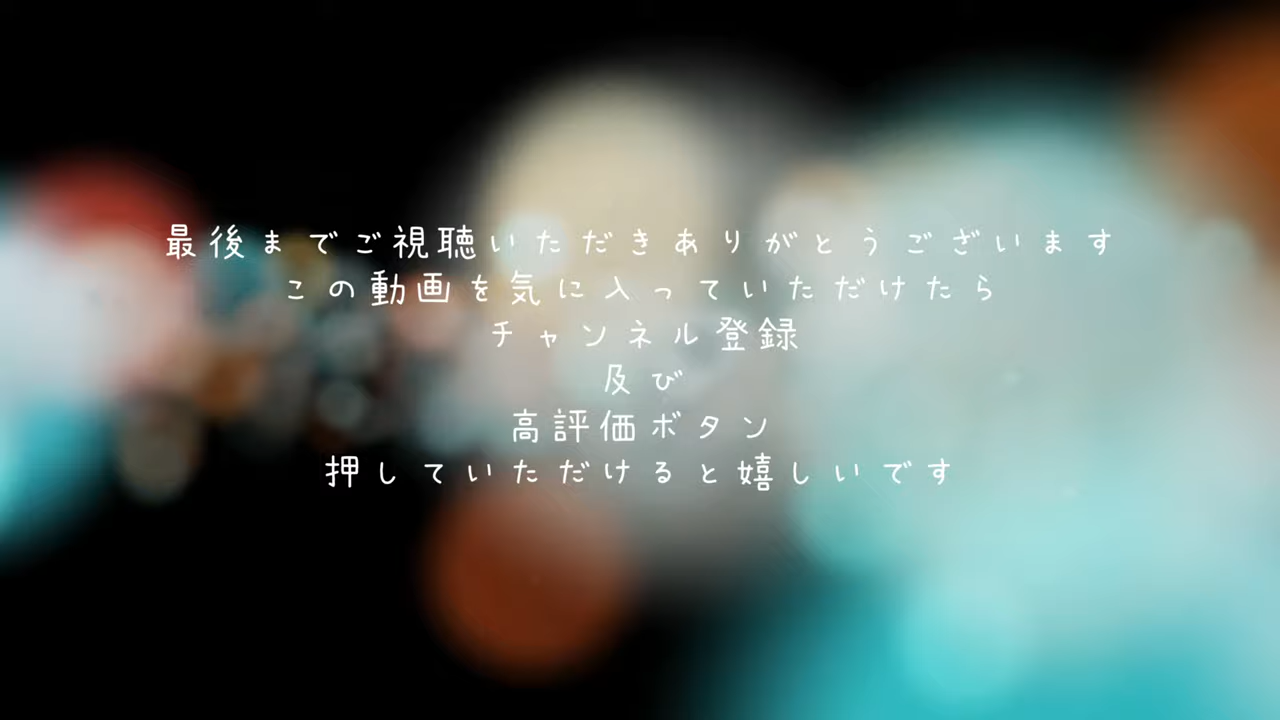 最後までご視聴いただきありがとうございます
この動画を気に入っていただけたら
チャンネル登録
及び
高評価ボタン
押していただけると嬉しいです